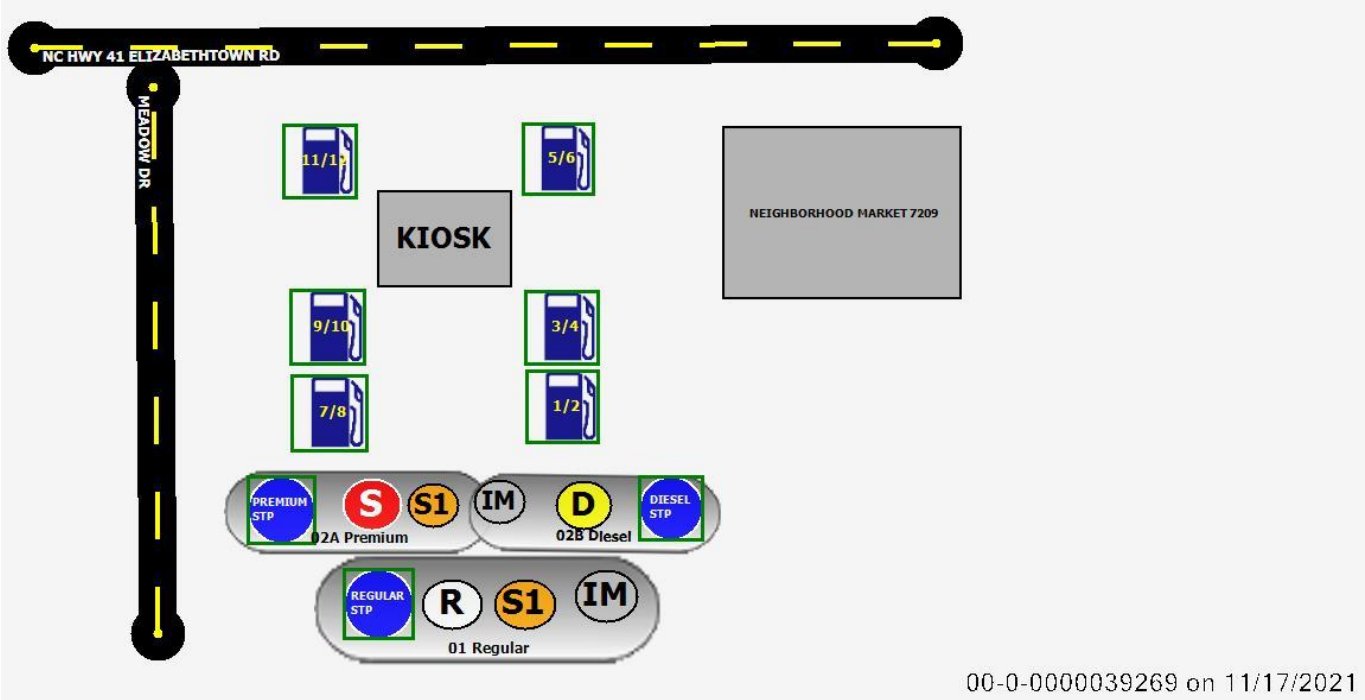 NC HWY 41 ELIZABETHTOWN RD
MEADOW DR
11/12
5/6
NEIGHBORHOOD MARKET 7209
KIOSK
9/10
3/4
7/8
1/2
PREMIUM
STP
S
S1
IM
D
DIESEL
STP
02A Premium
02B Diesel
REGULAR
STP
R
S1
IM
01 Regular
00-0-0000039269 on 11/17/2021